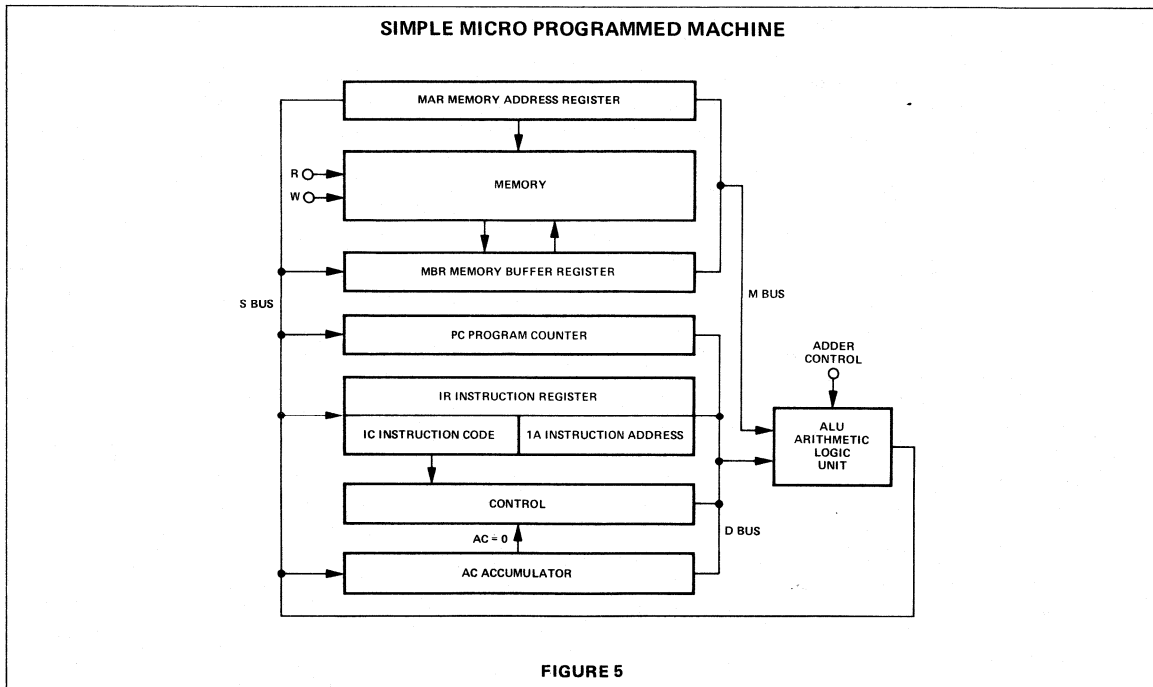 SIMPLE MICRO PROGRAMMED MACHINE
MAR MEMORY ADDRESS REGISTER
R
W
MEMORY
MBR MEMORY BUFFER REGISTER
S BUS
M BUS
PC PROGRAM COUNTER
ADDER
CONTROL
IR INSTRUCTION REGISTER
IC INSTRUCTION CODE
1A INSTRUCTION ADDRESS
ALU
ARITHMETIC
LOGIC
UNIT
CONTROL
D BUS
AC = 0
AC ACCUMULATOR
FIGURE 5